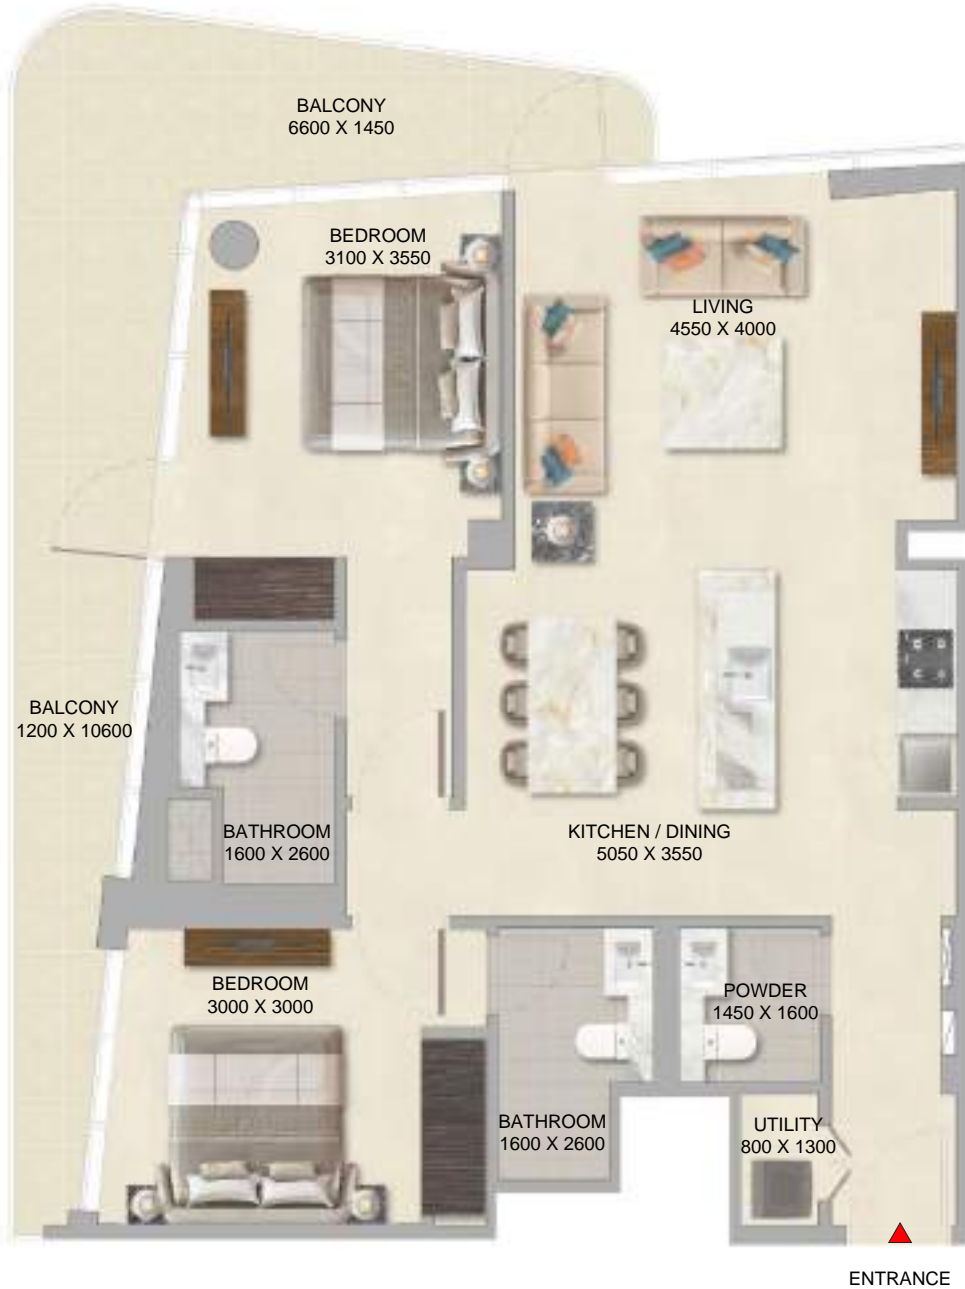 BALCONY
6600 X 1450
BEDROOM
3100 X 3550
LIVING
4550 X 4000
BALCONY
1200 X 10600
BATHROOM
1600 X 2600
KITCHEN / DINING
5050 X 3550
BEDROOM
3000 X 3000
POWDER
1450 X 1600
BATHROOM
1600 X 2600
UTILITY
800 X 1300
ENTRANCE